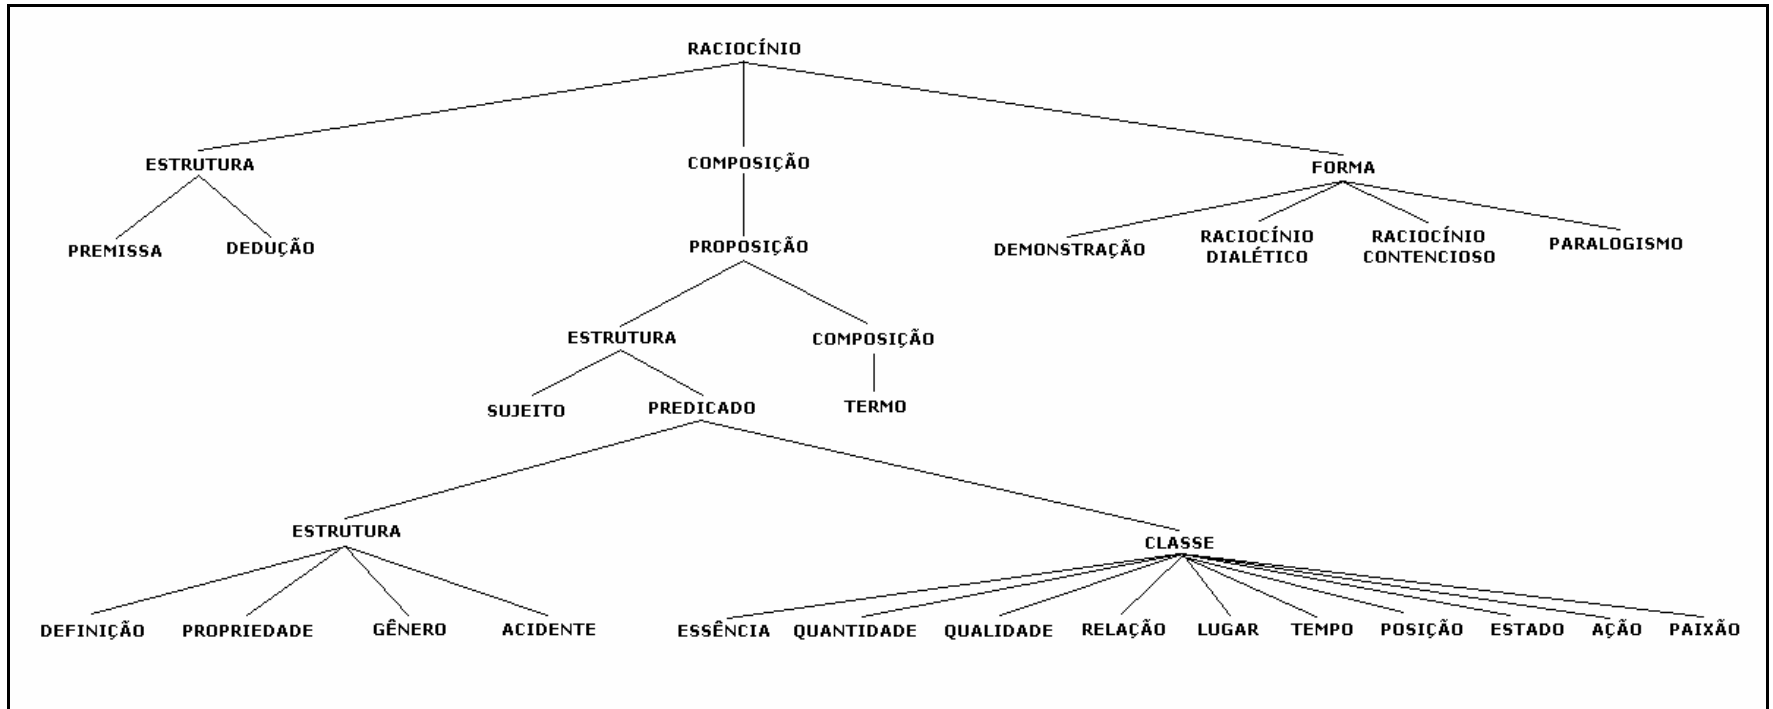 RACIOCÍNIO
ESTRUTURA
COMPOSIÇÃO
FORMA
PREMISSA
DEDUÇÃO
PROPOSIÇÃO
DEMONSTRAÇÃO
RACIOCÍNIO
DIALÉTICO
RACIOCÍNIO
CONTENCIOSO
PARALOGISMO
ESTRUTURA
COMPOSIÇÃO
SUJEITO
PREDICADO
TERMO
ESTRUTURA
CLASSE
DEFINIÇÃO
PROPRIEDADE
GÊNERO
ACIDENTE
ESSÊNCIA
QUANTIDADE
QUALIDADE
RELAÇÃO
LUGAR
TEMPO
POSIÇÃO
ESTADO
AÇÃO
PAIXÃO